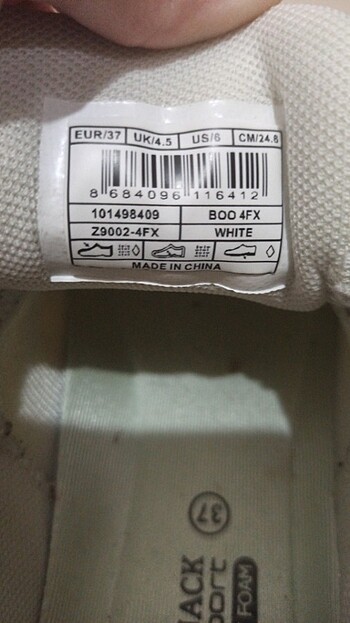 EUR/37 UK/4.5 US/6 CM/24.8
8 684096 116412
101498409 BOO 4FX
Z9002-4FX WHITE
MADE IN CHINA
37
FOAM